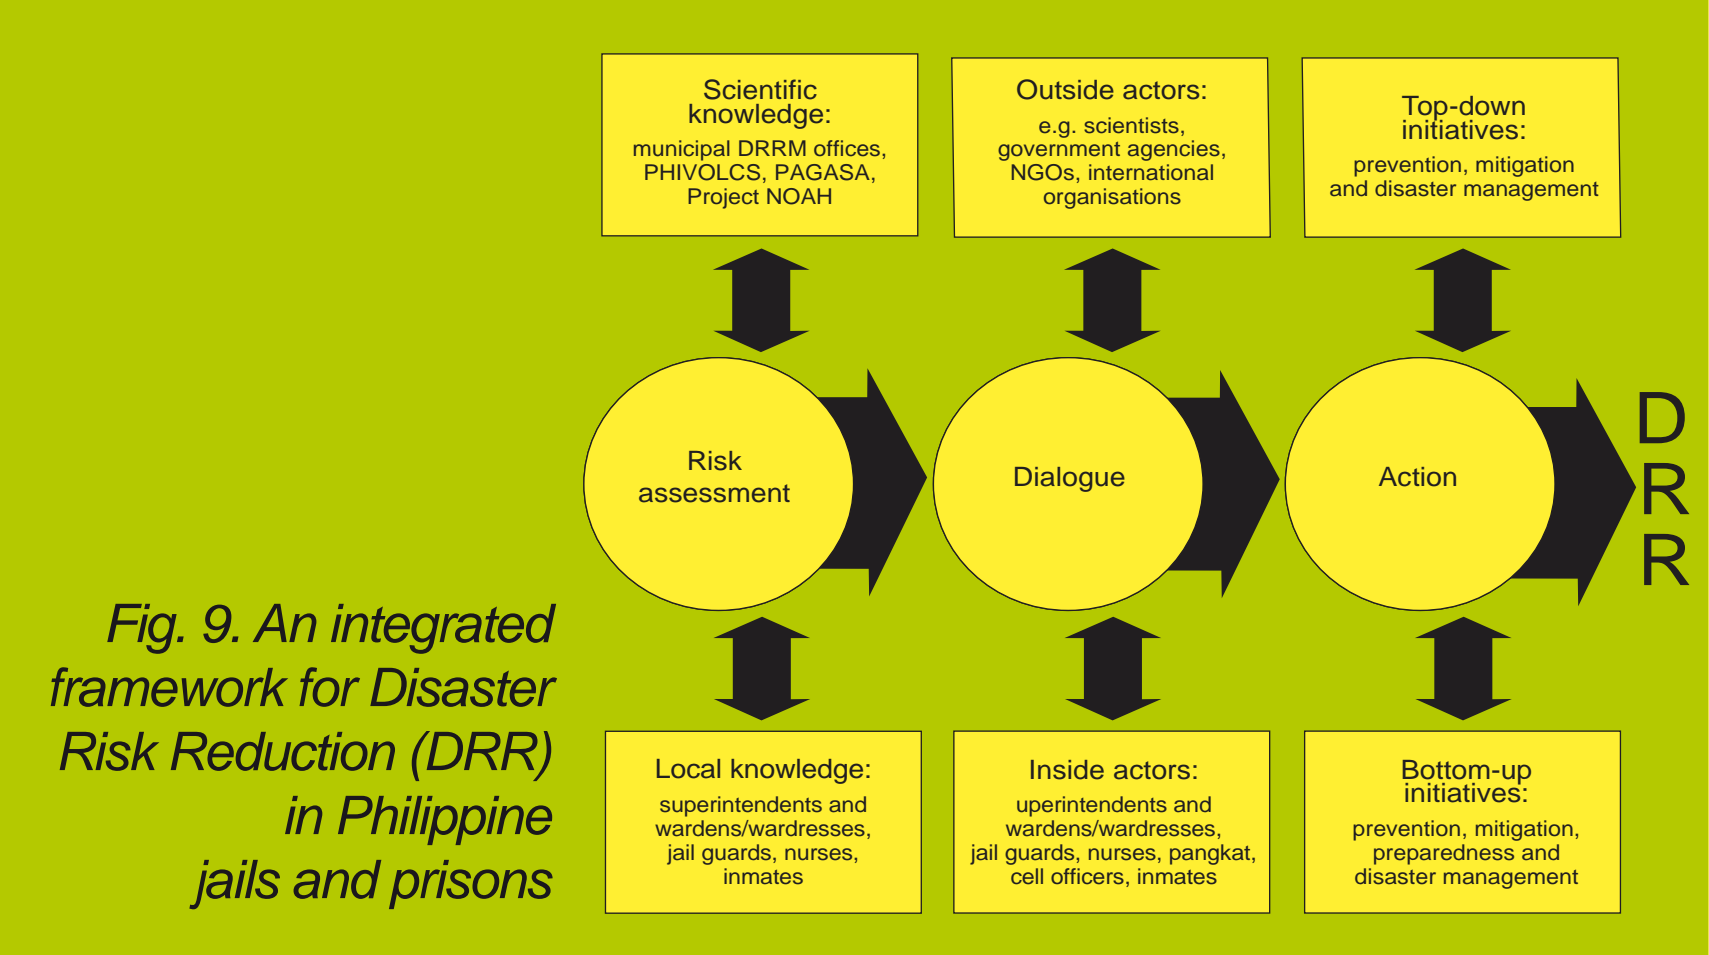 Scientific
knowledge:
municipal DRRM offices,
PHIVOLCS, PAGASA,
Project NOAH
Outside actors:
e.g. scientists,
government agencies,
NGOs, international
organisations
Top-down
initiatives:
prevention, mitigation
and disaster management
Risk
assessment
Dialogue
Action
D
R
R
Fig. 9. An integrated
framework for Disaster
Risk Reduction (DRR)
in Philippine
jails and prisons
Local knowledge:
superintendents and
wardens/wardresses,
jail guards, nurses,
inmates
Inside actors:
uperintendents and
wardens/wardresses,
jail guards, nurses, pangkat,
cell officers, inmates
Bottom-up
initiatives:
prevention, mitigation,
preparedness and
disaster management